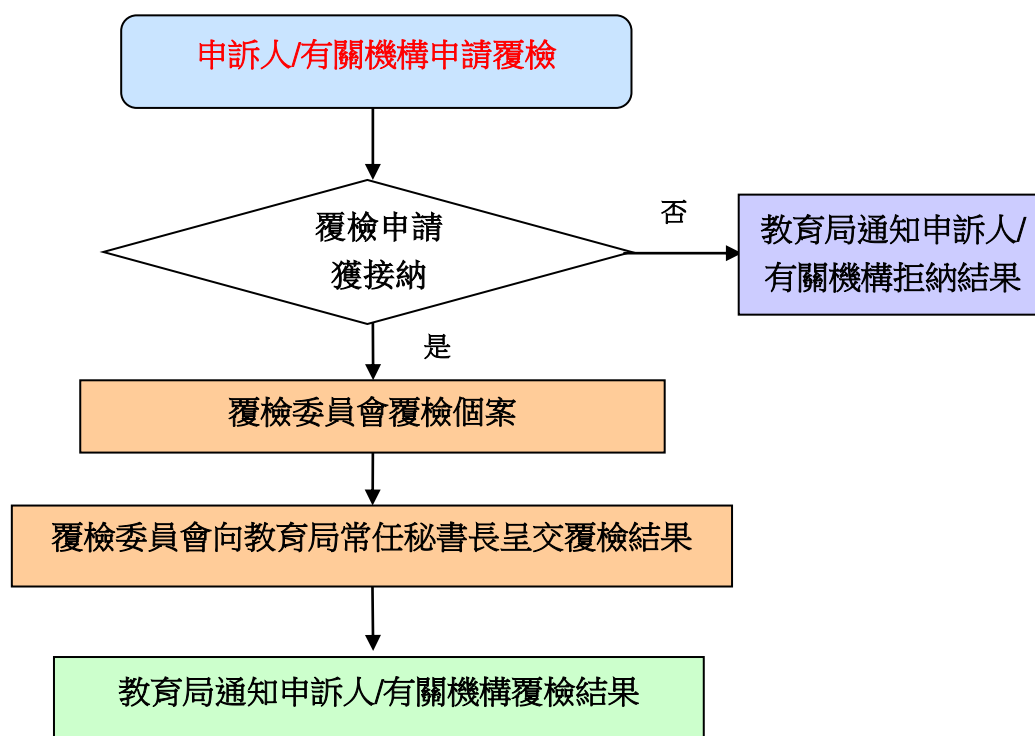 申訴人/有關機構申請覆檢
覆檢申請
獲接納
否
教育局通知申訴人/
有關機構拒納結果
是
覆檢委員會覆檢個案
覆檢委員會向教育局常任秘書長呈交覆檢結果
教育局通知申訴人/有關機構覆檢結果